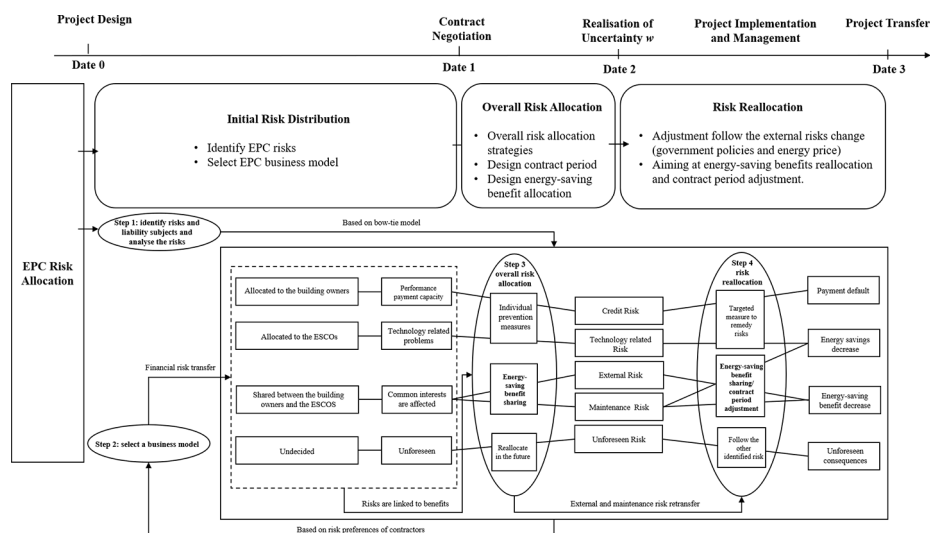 Project Design
Contract
Negotiation
Realisation of
Uncertainty w
Project Implementation
and Management
Project Transfer
Date 0
Date 1
Date 2
Date 3
Initial Risk Distribution
• Identify EPC risks
• Select EPC business model
Overall Risk Allocation
• Overall risk allocation
strategies
• Design contract period
• Design energy-saving
benefit allocation
Risk Reallocation
• Adjustment follow the external risks change
(government policies and energy price)
• Aiming at energy-saving benefits reallocation
and contract period adjustment.
EPC Risk
Allocation
Step 1: identify risks and
liability subjects and
analyse the risks
Based on bow-tie model
Step 3
overall risk
allocation
Step 4
risk
reallocation
Allocated to the building owners
Performance
payment capacity
Individual
prevention
measures
Credit Risk
Targeted
measure to
remedy
risks
Payment default
Allocated to the ESCOs
Technology related
problems
Technology related
Risk
Energy savings
decrease
Financial risk transfer
Shared between the building
owners and the ESCOS
Common interests
are affected
Energy-
saving
benefit
sharing
External Risk
Maintenance Risk
Energy-saving
benefit
sharing/
contract
period
adjustment
Energy-saving
benefit decrease
Step 2: select a business model
Undecided
Unforeseen
Reallocate
in the future
Unforeseen Risk
Follow the
other
identified risk
Unforeseen
consequences
Risks are linked to benefits
External and maintenance risk retransfer
Based on risk preferences of contractors